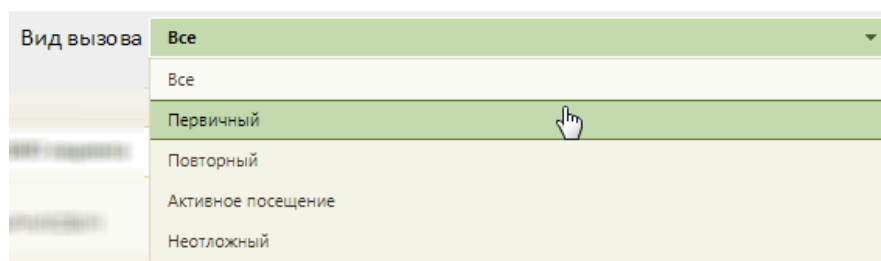 Вид вызова Все
Все
Первичный
Повторный
Активное посещение
Неотложный